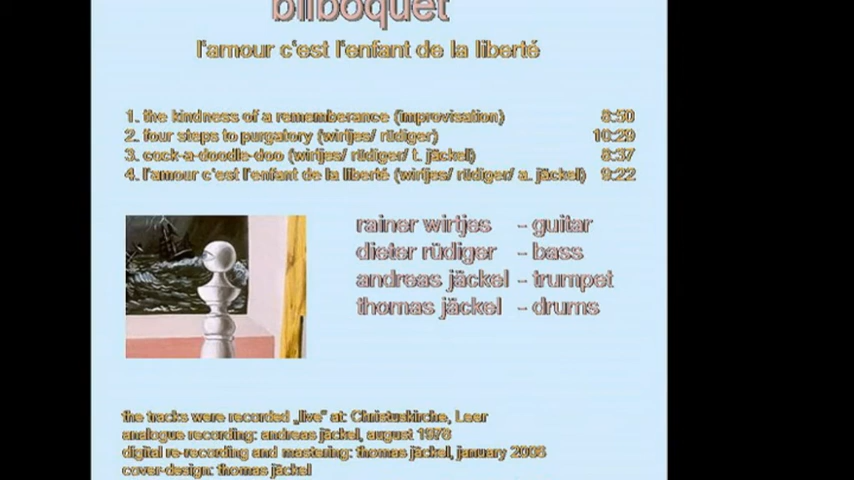 bilboquet
l'amour c'est l'enfant de la liberté
1. the kindness of a rememberance (improvisation) 8:50
2. four steps to purgatory (wirtjes/ rüdiger) 10:29
3. cock-a-doodle-doo (wirtjes/ rüdiger/ t. jäckel) 8:37
4. l'amour c'est l'enfant de la liberté (wirtjes/ rüdiger/ a. jäckel) 9:22
rainer wirtjes - guitar
dieter rüdiger - bass
andreas jäckel - trumpet
thomas jäckel - drums
the tracks were recorded „live" at: Christuskirche, Leer
analogue recording: andreas jäckel, august
digital re-recording and mastering: thomas jäckel, january
cover-design: thomas jäckel